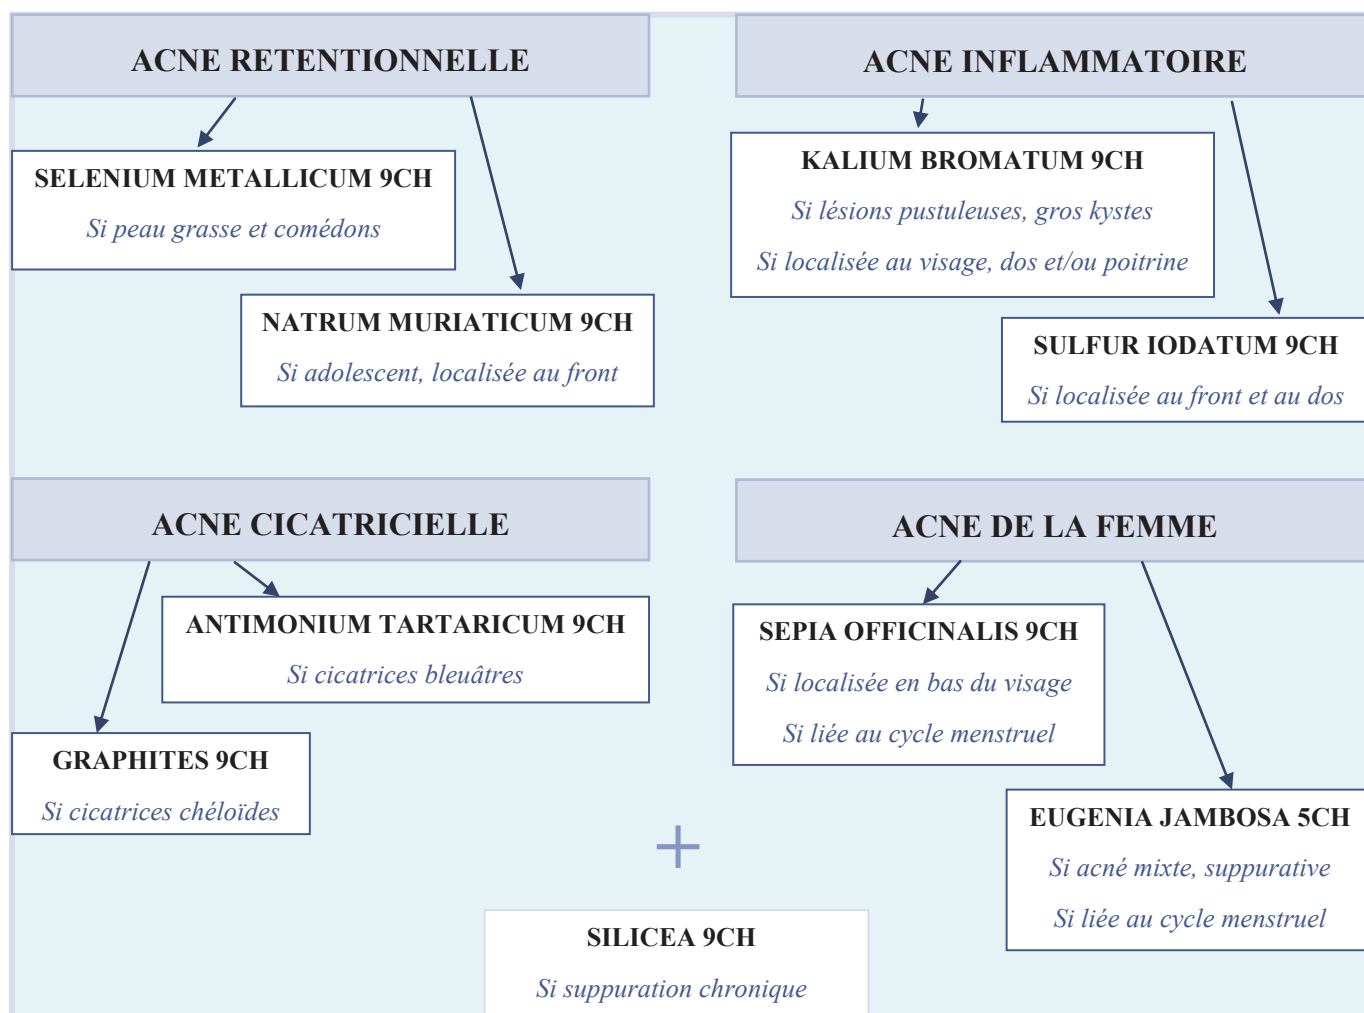 ACNE RETENTIONNELLE
SELENIUM METALLICUM 9CH
Si peau grasse et comédons
NATRUM MURIATICUM 9CH
Si adolescent, localisée au front
ACNE INFLAMMATOIRE
KALIUM BROMATUM 9CH
Si lésions pustuleuses, gros kystes
Si localisée au visage, dos et/ou poitrine
SULFUR IODATUM 9CH
Si localisée au front et au dos
ACNE CICATRICIELLE
ANTIMONIUM TARTARICUM 9CH
Si cicatrices bleuâtres
GRAPHITES 9CH
Si cicatrices chéloïdes
ACNE DE LA FEMME
SEPIA OFFICINALIS 9CH
Si localisée en bas du visage
Si liée au cycle menstruel
EUGENIA JAMBOSA 5CH
Si acné mixte, suppurative
Si liée au cycle menstruel
+
SILICEA 9CH
Si suppuration chronique